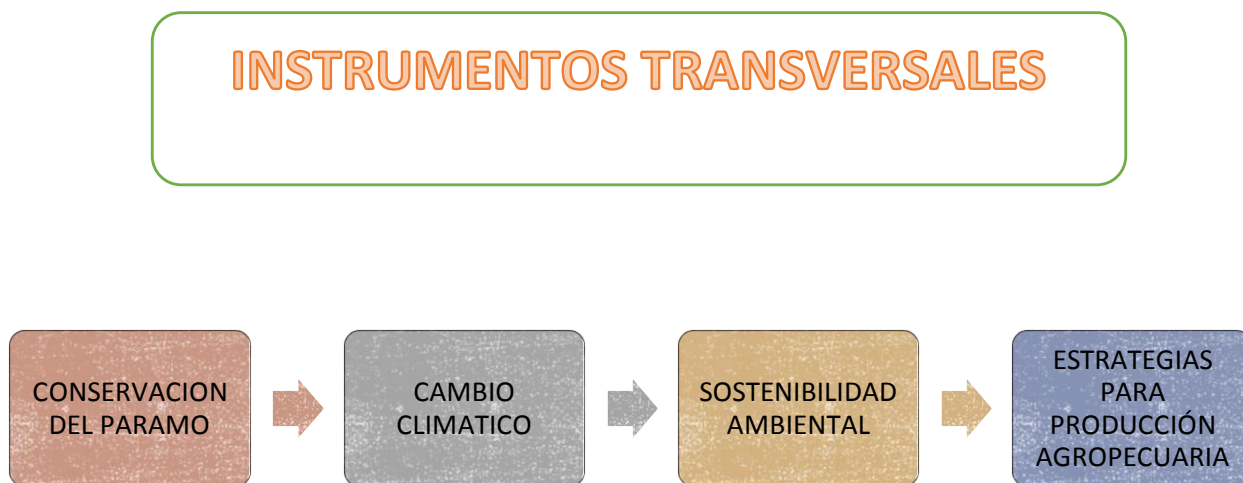 INSTRUMENTOS TRANSVERSALES
CONSERVACION
DEL PARAMO
CAMBIO
CLIMATICO
SOSTENIBILIDAD
AMBIENTAL
ESTRATEGIAS
PARA
PRODUCCIÓN
AGROPECUARIA